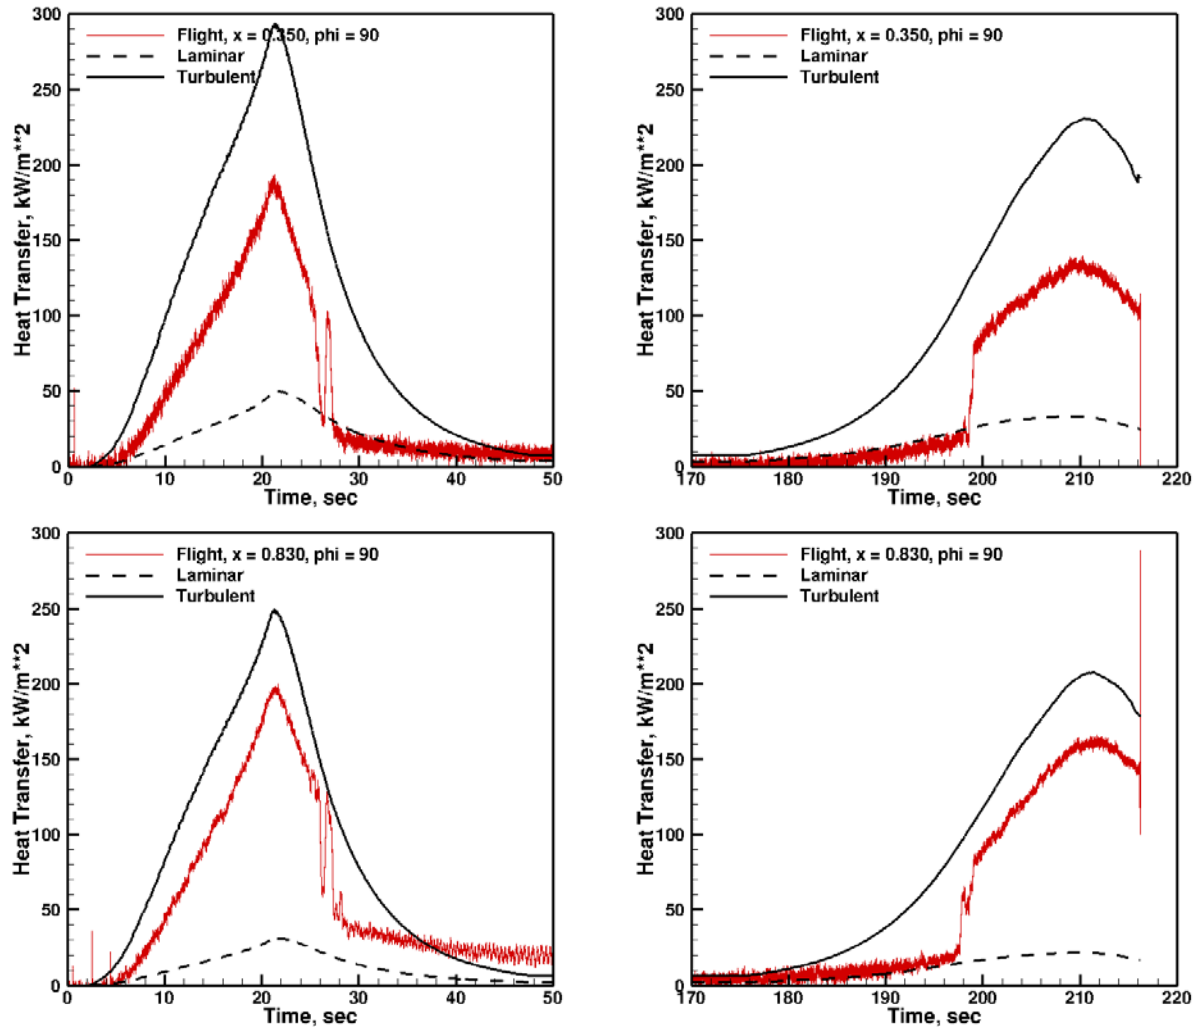 300
250
200
150
100
50
0
Heat Transfer, kW/m**2
Flight, x = 0.350, phi = 90
Laminar
Turbulent
0 10 20 30 40 50
Time, sec
300
250
200
150
100
50
0
Heat Transfer, kW/m**2
Flight, x = 0.350, phi = 90
Laminar
Turbulent
170 180 190 200 210 220
Time, sec
300
250
200
150
100
50
0
Heat Transfer, kW/m**2
Flight, x = 0.830, phi = 90
Laminar
Turbulent
0 10 20 30 40 50
Time, sec
300
250
200
150
100
50
0
Heat Transfer, kW/m**2
Flight, x = 0.830, phi = 90
Laminar
Turbulent
170 180 190 200 210 220
Time, sec